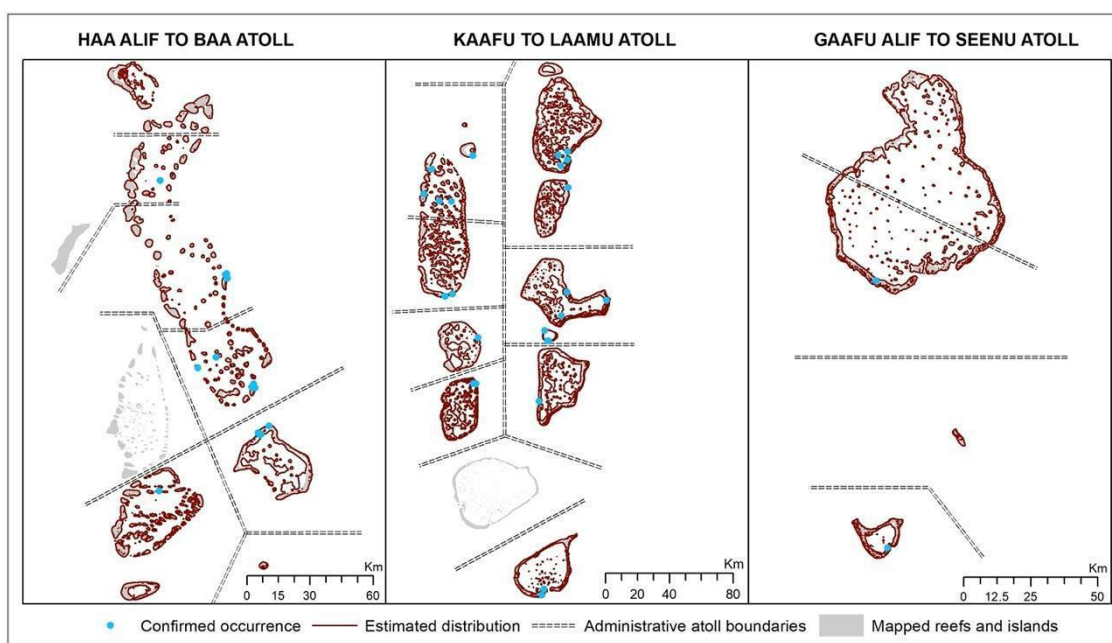 HAA ALIF TO BAA ATOLL
KAAFU TO LAAMU ATOLL
GAAFU ALIF TO SEENU ATOLL
Km
0 15 30 60
Km
0 20 40 80
Km
0 12.5 25 50
Confirmed occurrence Estimated distribution Administrative atoll boundaries Mapped reefs and islands